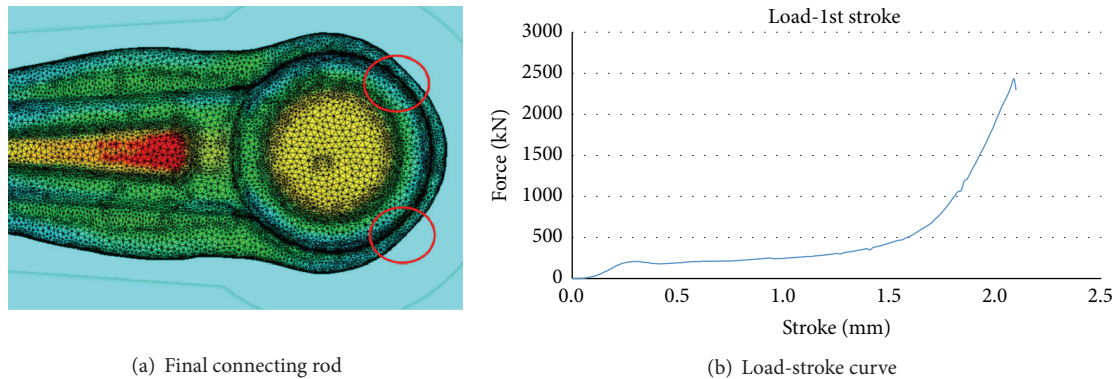 Load-1st stroke
3000
2500
2000
1500
1000
500
0
Force (kN)
0.0 0.5 1.0 1.5 2.0 2.5
Stroke (mm)
(a) Final connecting rod
(b) Load-stroke curve